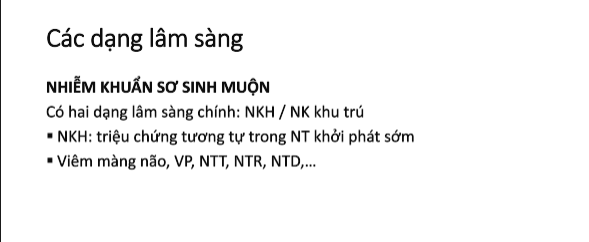 Các dạng lâm sàng
NHIỄM KHUẨN SƠ SINH MUỘN
Có hai dạng lâm sàng chính: NKH / NK khu trú
▪ NKH: triệu chứng tương tự trong NT khởi phát sớm
▪ Viêm màng não, VP, NTT, NTR, NTD,...